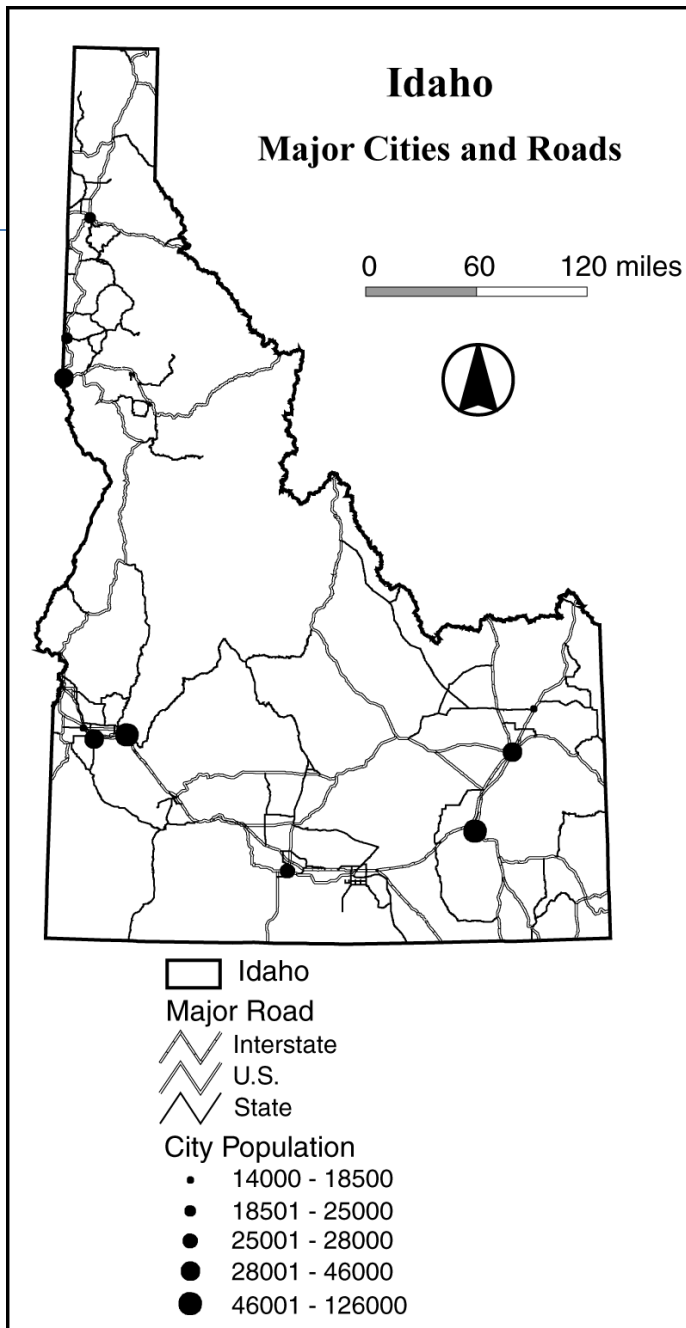 Idaho
Major Cities and Roads
0 60 120 miles
Idaho
Major Road
Interstate
U.S.
State
City Population
14000 - 18500
18501 - 25000
25001 - 28000
28001 - 46000
46001 - 126000